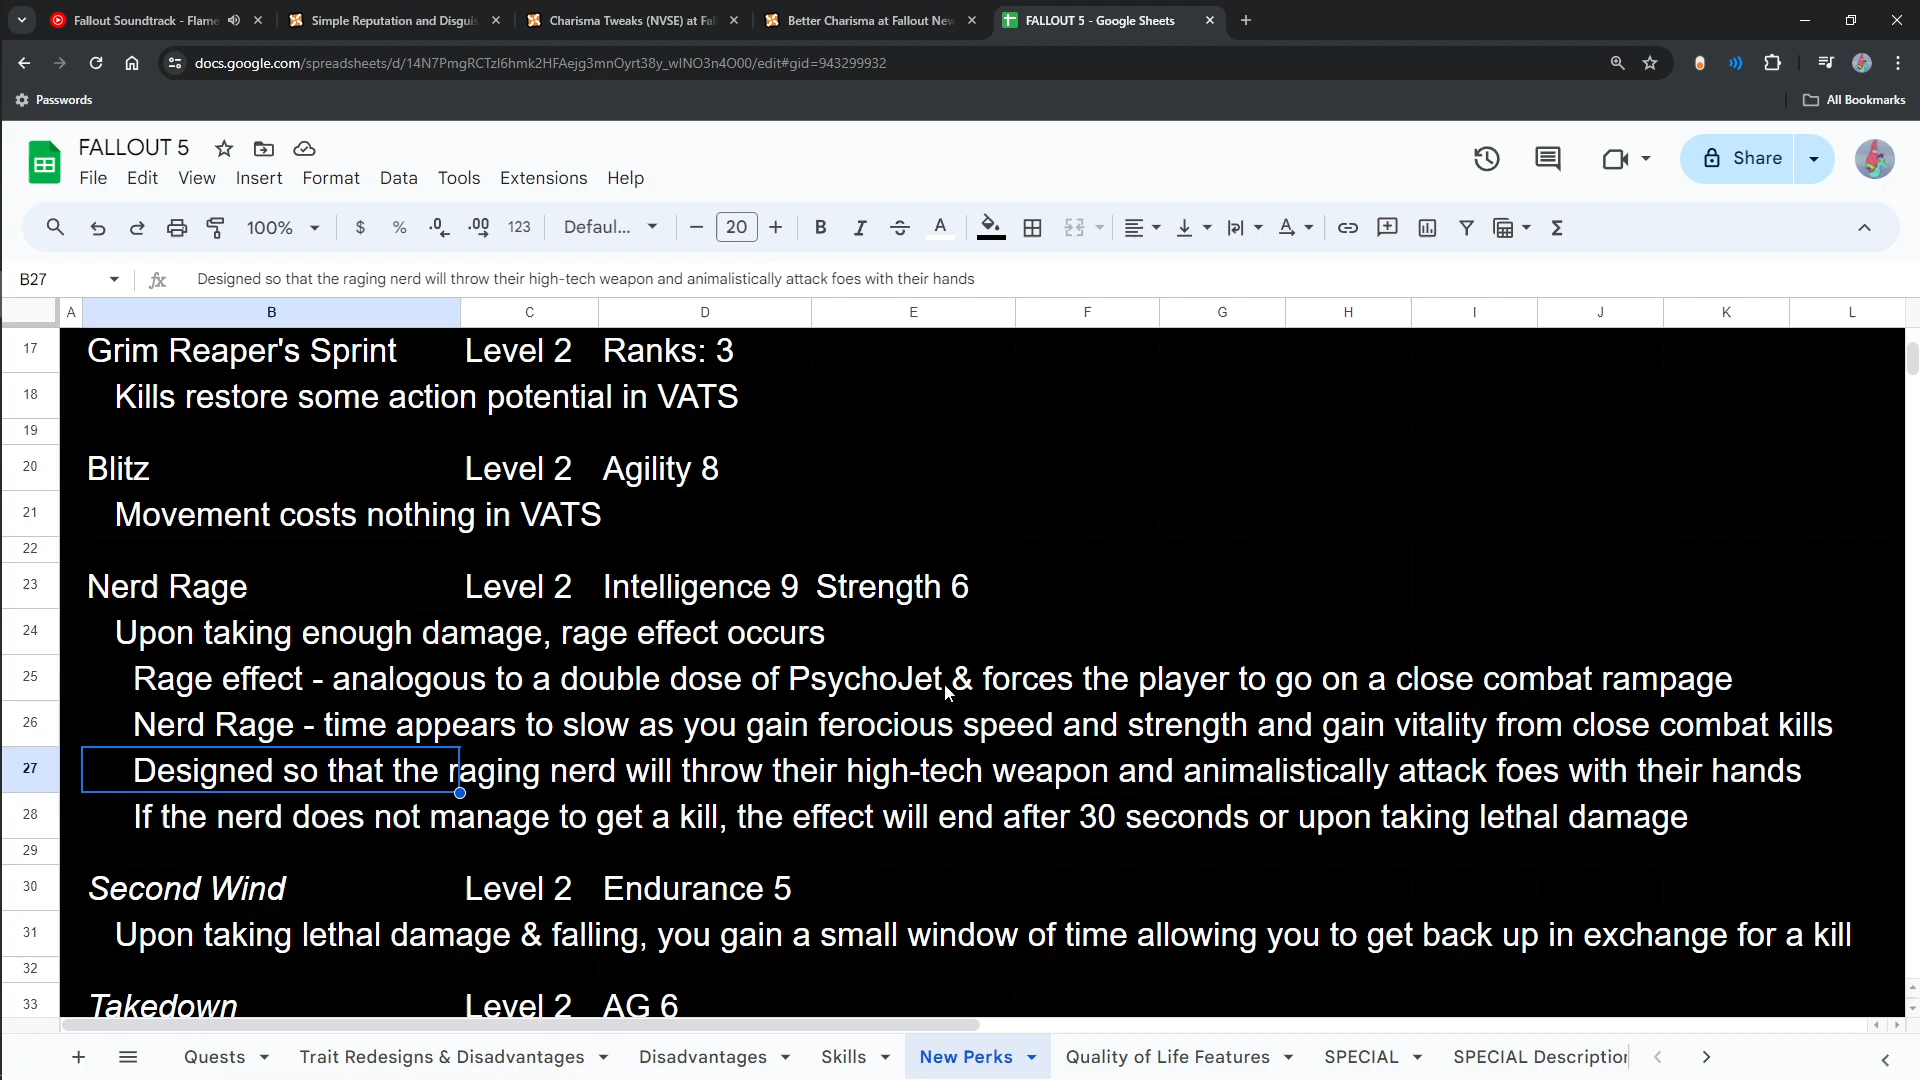 Fallout Soundtrack - Flame
Simple Reputation and Disguis
Charisma Tweaks (NVSE) at Fal
Better Charisma at Fallout New
FALLOUT 5 - Google Sheets
docs.google.com/spreadsheets/d/14N7PmgRCTzl6hmk2HFAejg3mnOyrt38y_wlNO3n4O00/edit#gid=943299932
Passwords
All Bookmarks
FALLOUT 5
Share
File Edit View Insert Format Data Tools Extensions Help
100% $ % .0 .00 123 Defaul... 20 B I S A
B27 fx Designed so that the raging nerd will throw their high-tech weapon and animalistically attack foes with their hands
A B C D E F G H I J K L
17 Grim Reaper's Sprint Level 2 Ranks: 3
18 Kills restore some action potential in VATS
19
20 Blitz Level 2 Agility 8
21 Movement costs nothing in VATS
22
23 Nerd Rage Level 2 Intelligence 9 Strength 6
24 Upon taking enough damage, rage effect occurs
25 Rage effect - analogous to a double dose of PsychoJet & forces the player to go on a close combat rampage
26 Nerd Rage - time appears to slow as you gain ferocious speed and strength and gain vitality from close combat kills
27 Designed so that the raging nerd will throw their high-tech weapon and animalistically attack foes with their hands
28 If the nerd does not manage to get a kill, the effect will end after 30 seconds or upon taking lethal damage
29
30 Second Wind Level 2 Endurance 5
31 Upon taking lethal damage & falling, you gain a small window of time allowing you to get back up in exchange for a kill
32
33 Takedown Level 2 AG 6
Quests Trait Redesigns & Disadvantages Disadvantages Skills New Perks Quality of Life Features SPECIAL SPECIAL Description